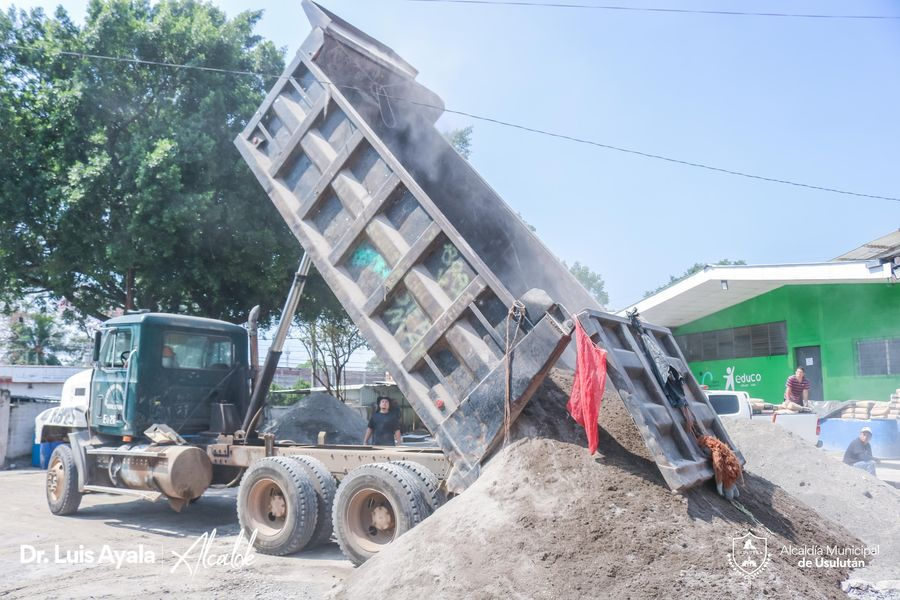 educo
Dr. Luis Ayala
Alcalde
Alcaldía Municipal
de Usulután